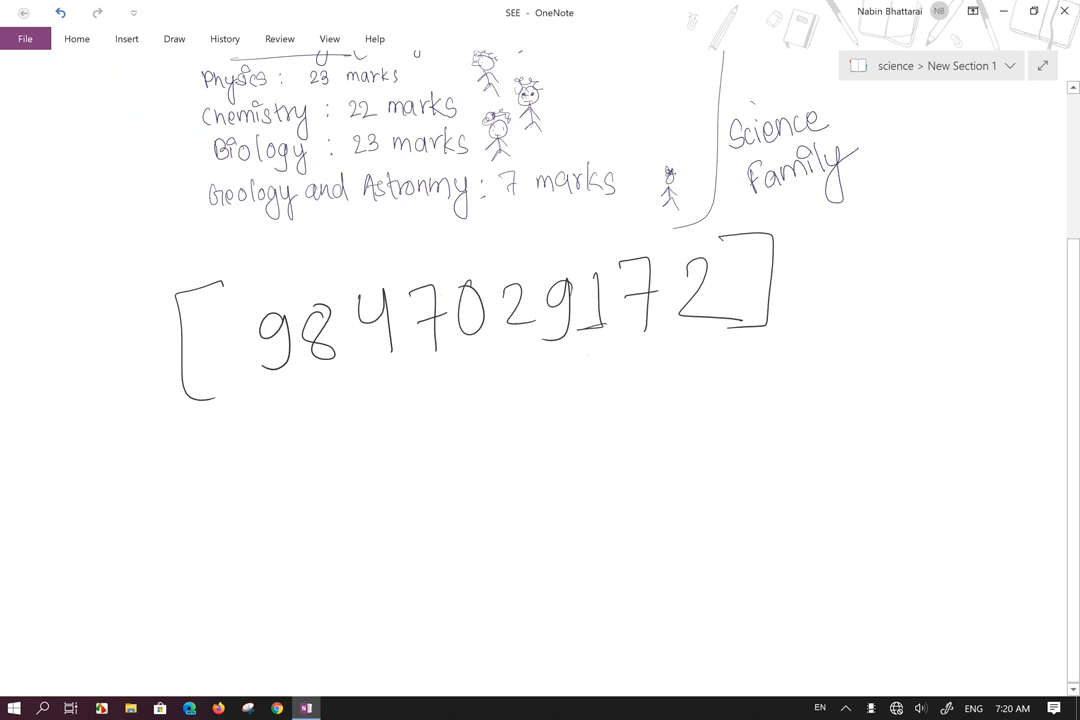 SEE - OneNote
Nabin Bhattarai NB
File Home Insert Draw History Review View Help
science > New Section 1
Physics : 23 marks
Chemistry : 22 marks
Biology : 23 marks
Geology and Astronmy : 7 marks
Science
Family
[ 9847029172 ]
EN ENG 7:20 AM